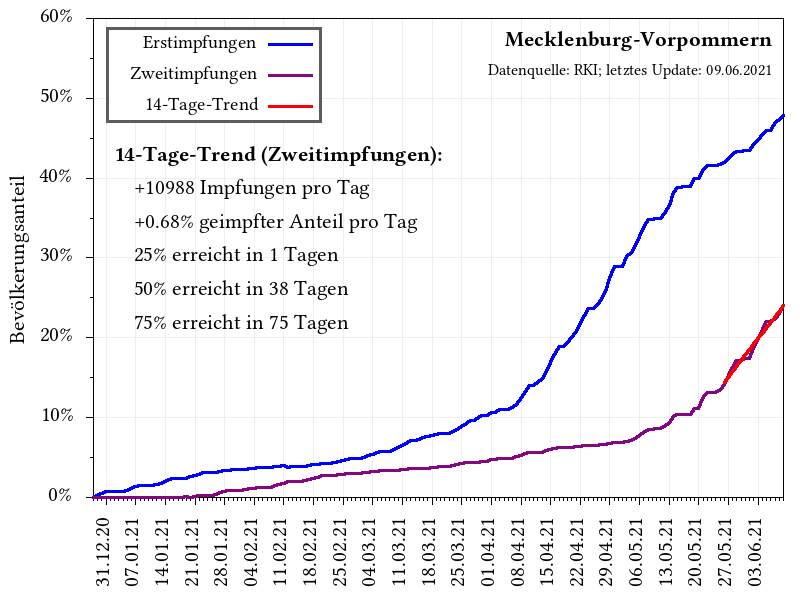 60%
50%
40%
30%
20%
10%
0%
Bevölkerungsanteil
Erstimpfungen
Zweitimpfungen
14-Tage-Trend
Mecklenburg-Vorpommern
Datenquelle: RKI; letztes Update: 09.06.2021
14-Tage-Trend (Zweitimpfungen):
+10988 Impfungen pro Tag
+0.68% geimpfter Anteil pro Tag
25% erreicht in 1 Tagen
50% erreicht in 38 Tagen
75% erreicht in 75 Tagen
31.12.20
07.01.21
14.01.21
21.01.21
28.01.21
04.02.21
11.02.21
18.02.21
25.02.21
04.03.21
11.03.21
18.03.21
25.03.21
01.04.21
08.04.21
15.04.21
22.04.21
29.04.21
06.05.21
13.05.21
20.05.21
27.05.21
03.06.21